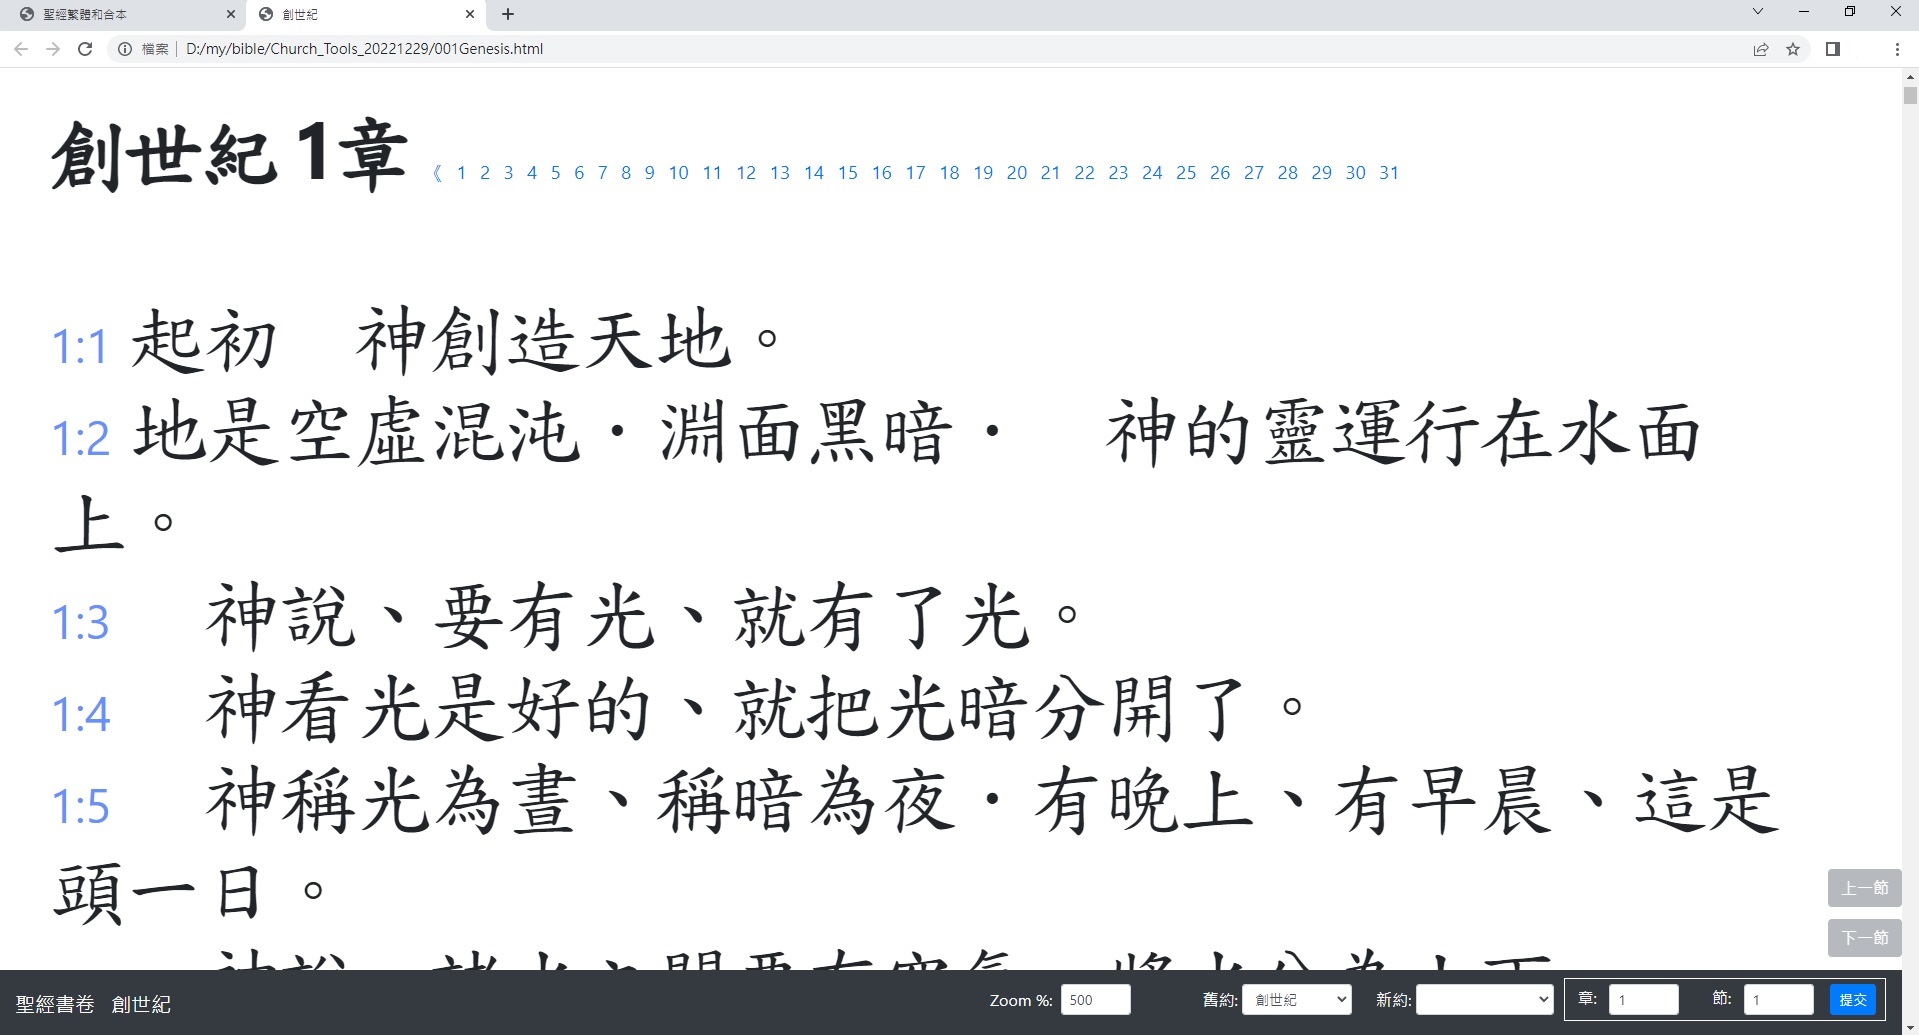 聖經繁體和合本
創世紀
檔案
D:/my/bible/Church_Tools_20221229/001Genesis.html
創世紀 1章 《 1 2 3 4 5 6 7 8 9 10 11 12 13 14 15 16 17 18 19 20 21 22 23 24 25 26 27 28 29 30 31
1:1 起初　神創造天地。
1:2 地是空虛混沌．淵面黑暗．　神的靈運行在水面
上。
1:3 　神說、要有光、就有了光。
1:4 　神看光是好的、就把光暗分開了。
1:5 　神稱光為晝、稱暗為夜．有晚上、有早晨、這是
頭一日。
上一節
下一節
聖經書卷 創世紀 Zoom %: 500 舊約: 創世紀 新約: 章: 1 節: 1 提交